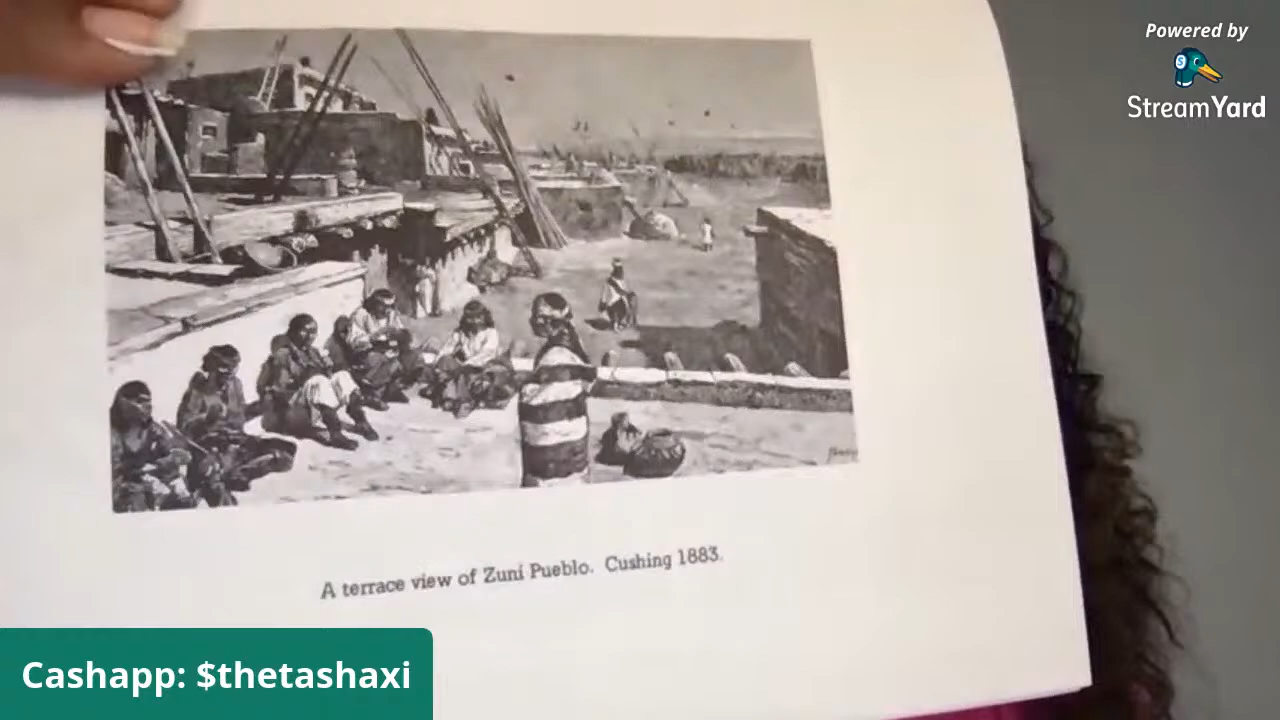 Powered by
StreamYard
A terrace view of Zuni Pueblo. Cushing 1883.
Cashapp: $thetashaxi